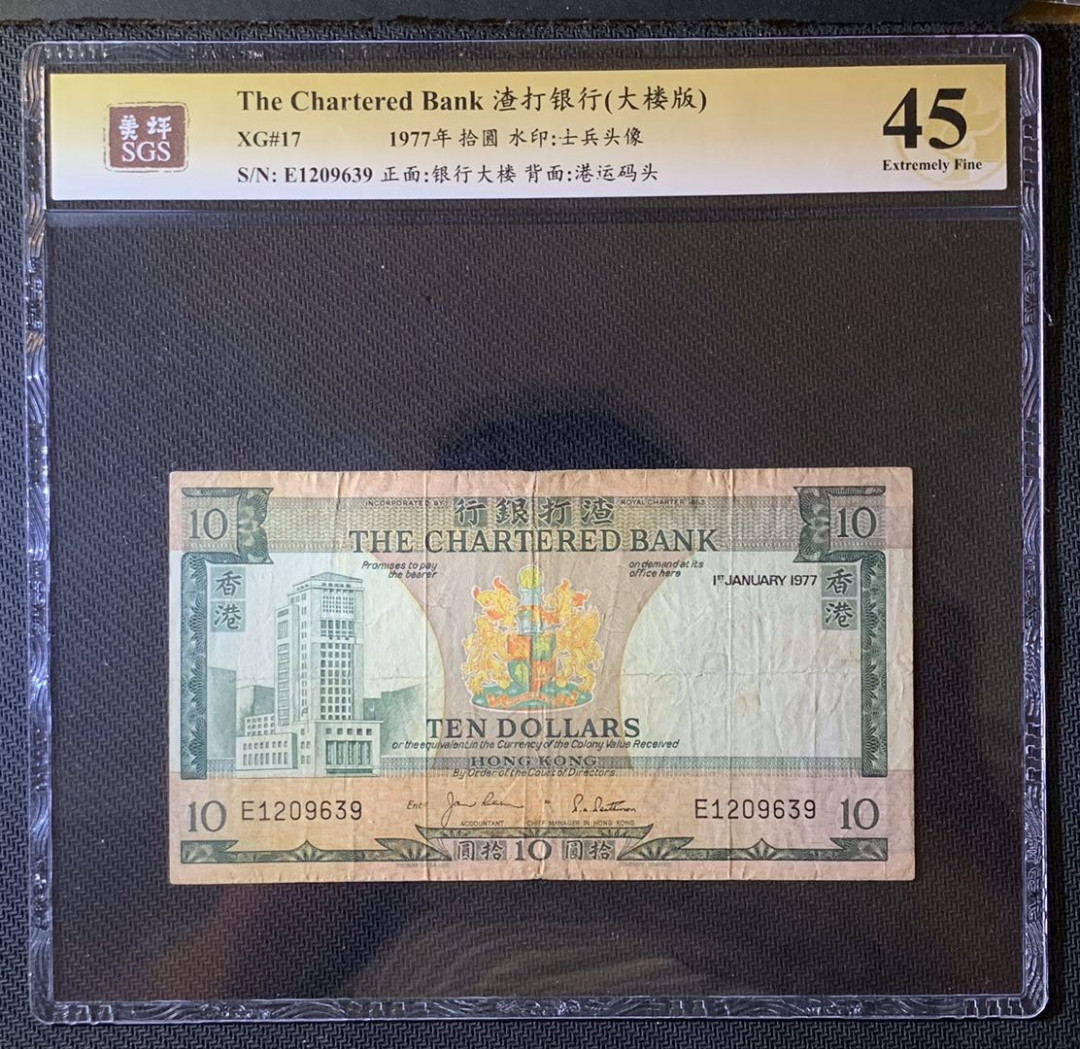 The Chartered Bank 渣打银行(大楼版)
美评
SGS
XG#17 1977年 拾圓 水印:士兵头像
S/N: E1209639 正面:银行大楼 背面:港运码头
45
Extremely Fine
INCORPORATED BY 行銀打渣 ROYAL CHARTER 1853
10 THE CHARTERED BANK 10
Promises to pay
the bearer
on demand at its
office here
1ST JANUARY 1977
香港
香港
TEN DOLLARS
or the equivalent in the Currency of the Colony Value Received
HONG KONG
By Order of the Court of Directors
10 E1209639 Entd E1209639 10
ACCOUNTANT CHIEF MANAGER IN HONG KONG
圓拾 10 圓拾